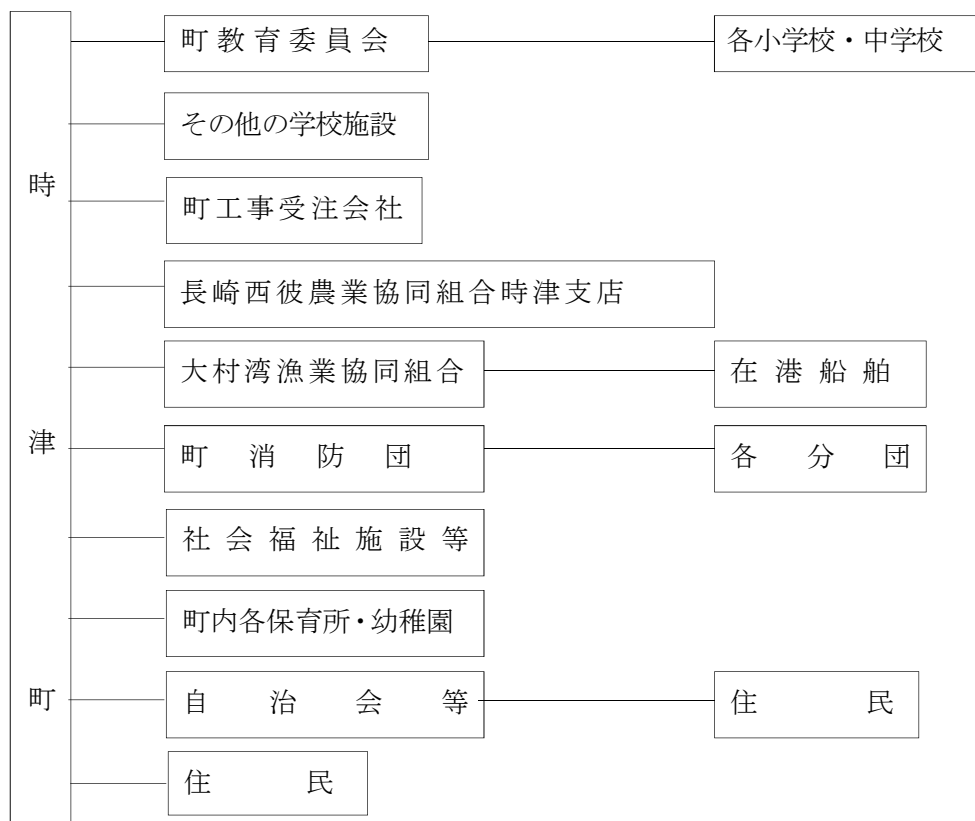 時津町
町教育委員会
各小学校・中学校
その他の学校施設
町工事受注会社
長崎西彼農業協同組合時津支店
大村湾漁業協同組合
在港船舶
町消防団
各分団
社会福祉施設等
町内各保育所・幼稚園
自治会等
住民
住民